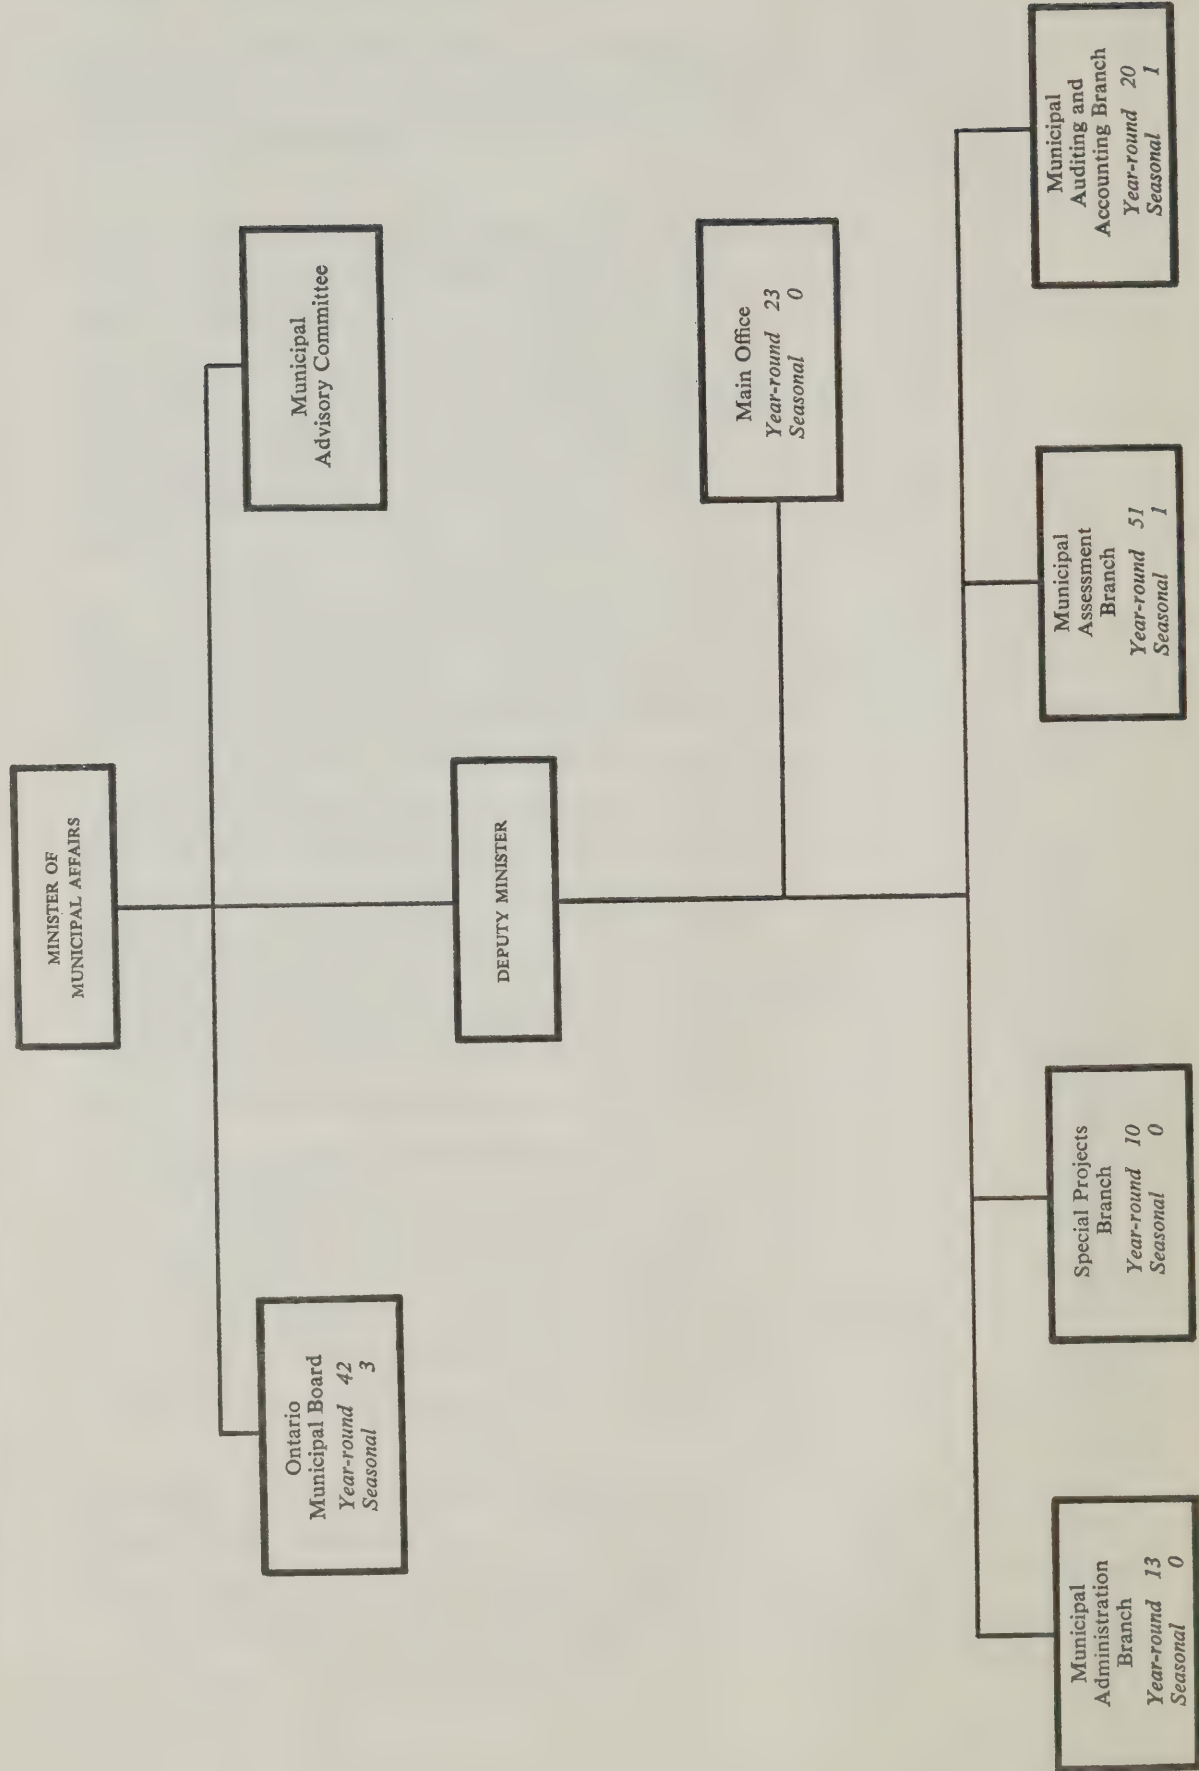 MINISTER OF
MUNICIPAL AFFAIRS
Ontario
Municipal Board
Year-round 42
Seasonal 3
Municipal
Advisory Committee
DEPUTY MINISTER
Main Office
Year-round 23
Seasonal 0
Municipal
Administration
Branch
Year-round 13
Seasonal 0
Special Projects
Branch
Year-round 10
Seasonal 0
Municipal
Assessment
Branch
Year-round 51
Seasonal 1
Municipal
Auditing and
Accounting Branch
Year-round 20
Seasonal 1